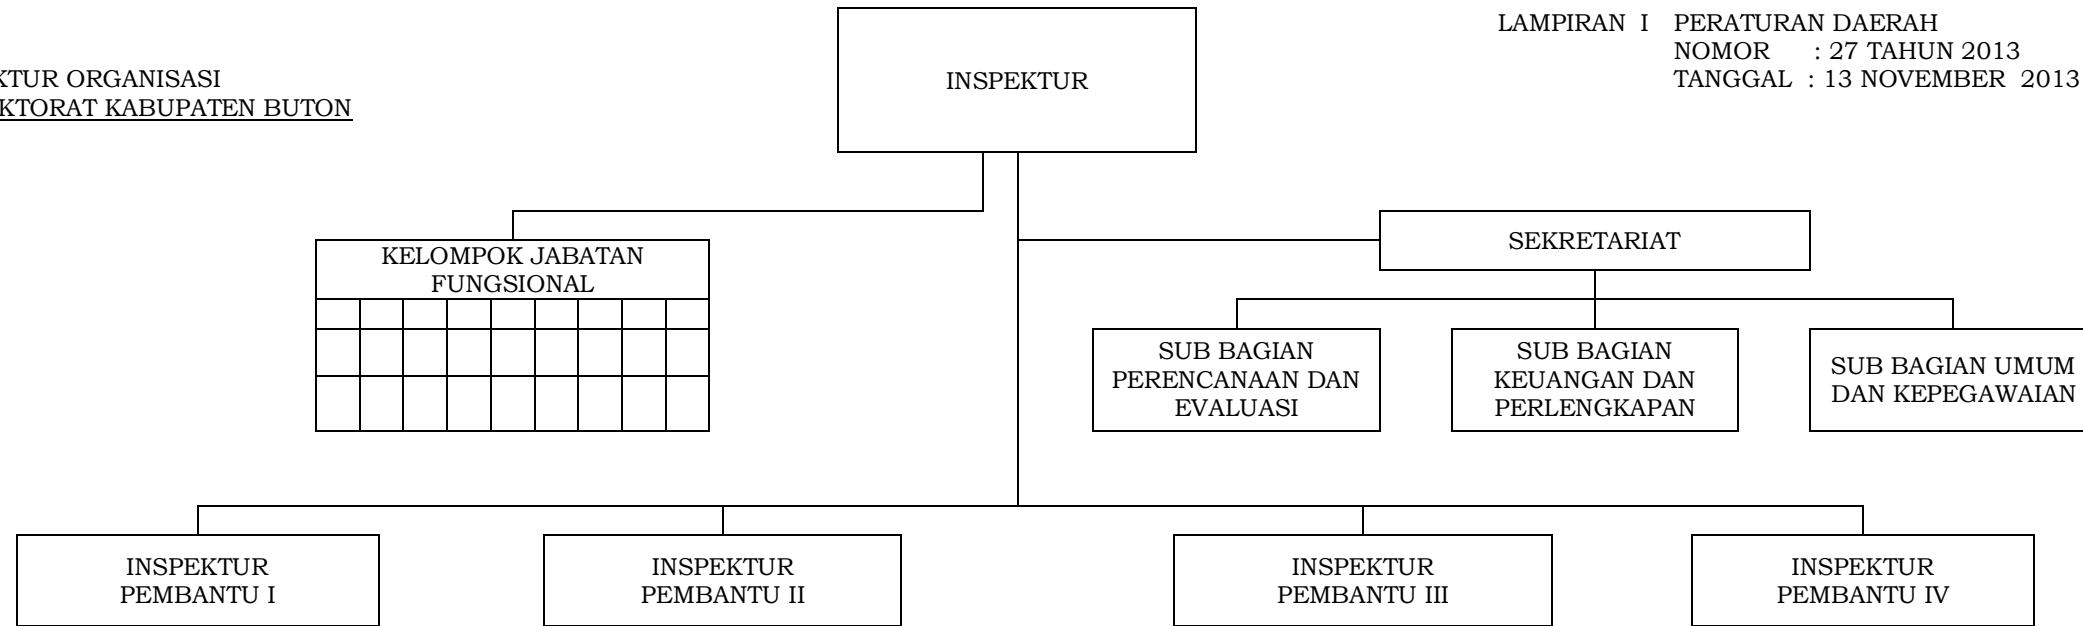 LAMPIRAN I PERATURAN DAERAH
NOMOR : 27 TAHUN 2013
TANGGAL : 13 NOVEMBER 2013
KTUR ORGANISASI
KTORAT KABUPATEN BUTON
INSPEKTUR
KELOMPOK JABATAN
FUNGSIONAL
SEKRETARIAT
SUB BAGIAN
PERENCANAAN DAN
EVALUASI
SUB BAGIAN
KEUANGAN DAN
PERLENGKAPAN
SUB BAGIAN UMUM
DAN KEPEGAWAIAN
INSPEKTUR
PEMBANTU I
INSPEKTUR
PEMBANTU II
INSPEKTUR
PEMBANTU III
INSPEKTUR
PEMBANTU IV